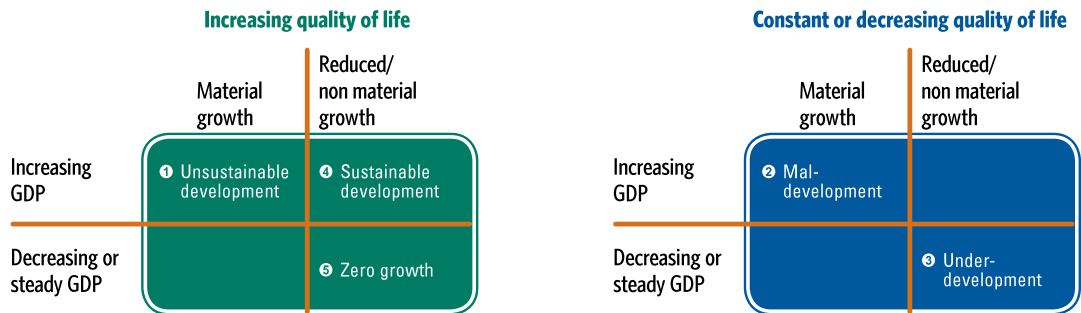 Increasing quality of life
Material
growth
Reduced/
non material
growth
Increasing
GDP
❶ Unsustainable
development
❹ Sustainable
development
Decreasing or
steady GDP
❺ Zero growth
Constant or decreasing quality of life
Material
growth
Reduced/
non material
growth
Increasing
GDP
❷ Mal-
development
Decreasing or
steady GDP
❸ Under-
development